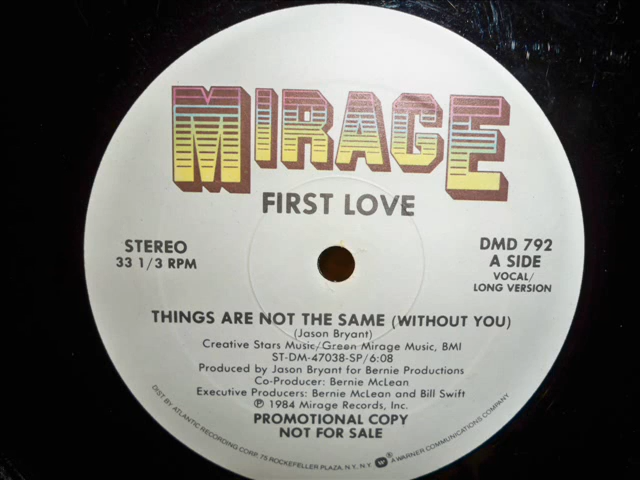 MIRAGE
FIRST LOVE
STEREO
33 1/3 RPM
DMD 792
A SIDE
VOCAL/
LONG VERSION
THINGS ARE NOT THE SAME (WITHOUT YOU)
(Jason Bryant)
Creative Stars Music/Green Mirage Music, BMI
ST-DM-47038-SP/6:08
Produced by Jason Bryant for Bernie Productions
Co-Producer: Bernie McLean
Executive Producers: Bernie McLean and Bill Swift
℗ 1984 Mirage Records, Inc.
PROMOTIONAL COPY
NOT FOR SALE
DIST. BY ATLANTIC RECORDING CORP., 75 ROCKEFELLER PLAZA, N.Y., N.Y. W A WARNER COMMUNICATIONS COMPANY